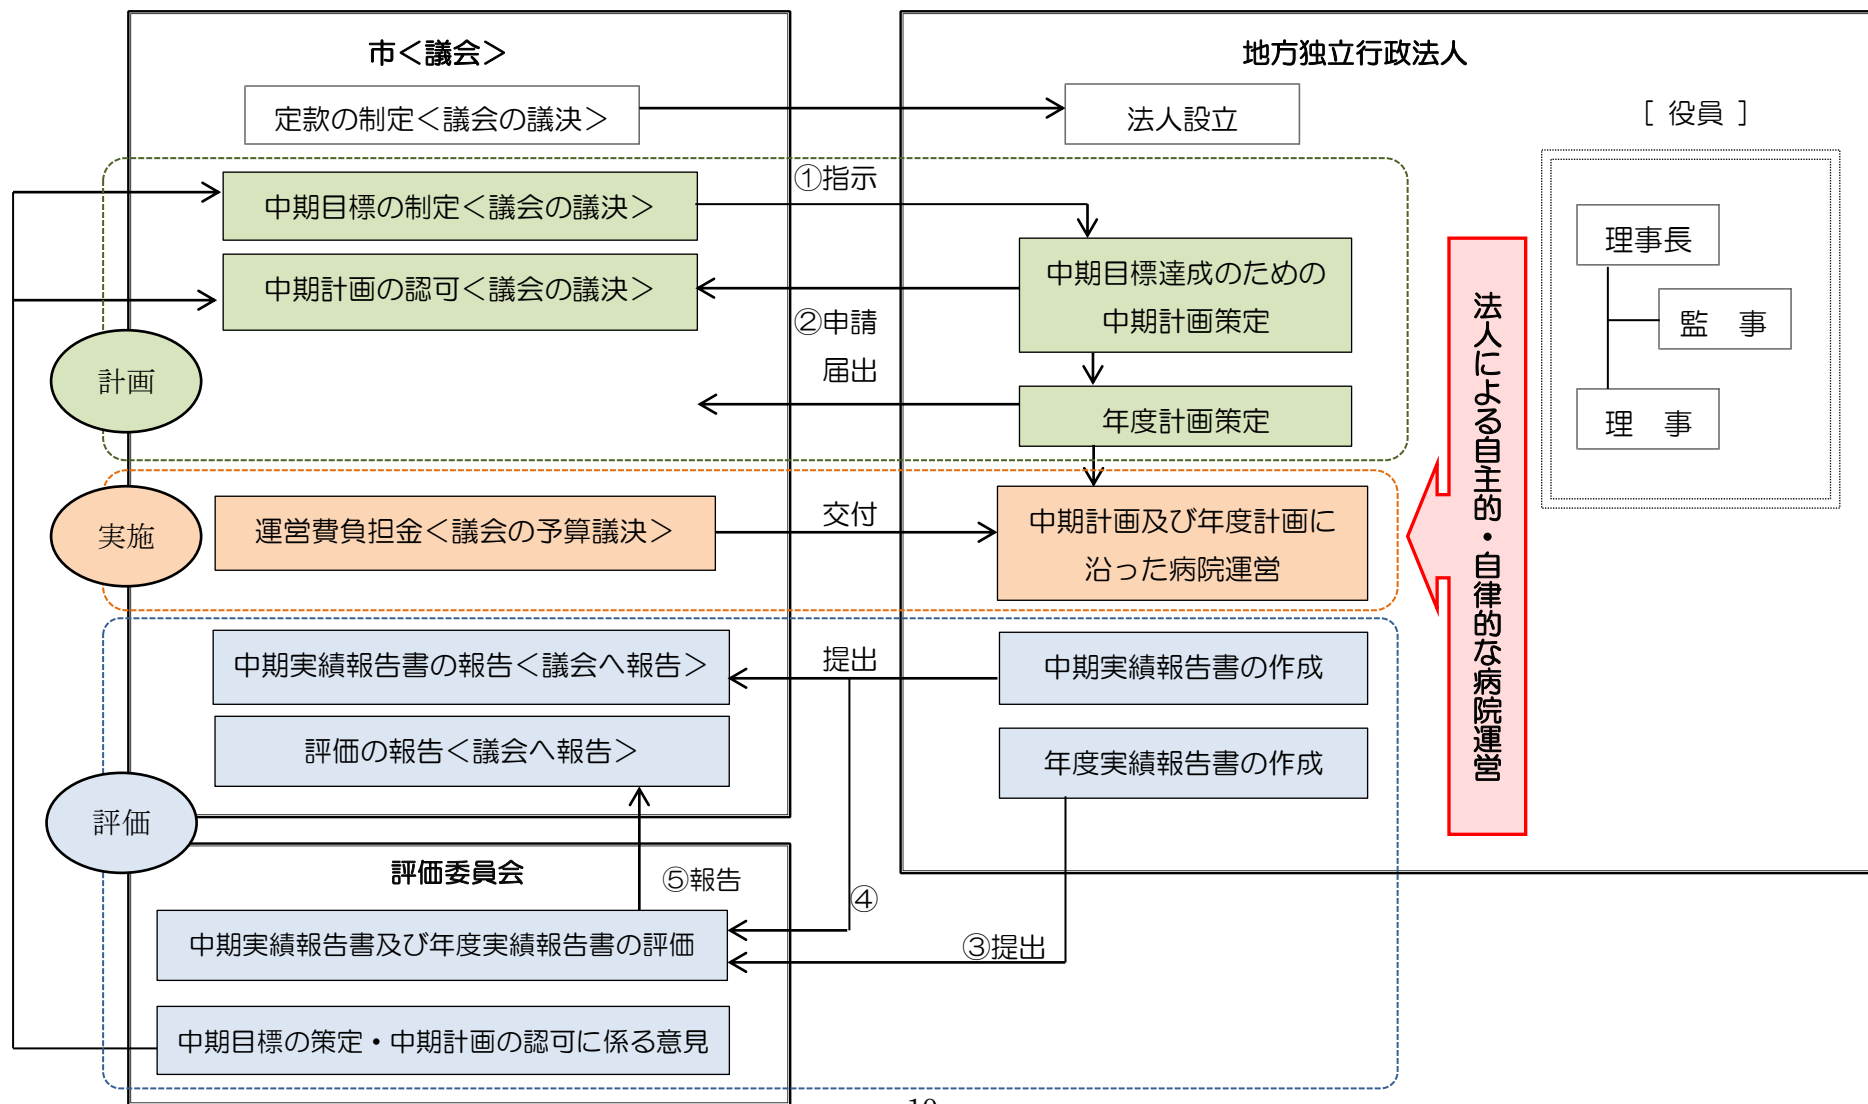 市＜議会＞
定款の制定＜議会の議決＞
中期目標の制定＜議会の議決＞
中期計画の認可＜議会の議決＞
計画
①指示
②申請
届出
地方独立行政法人
法人設立
中期目標達成のための
中期計画策定
年度計画策定
[ 役員 ]
理事長
監　事
理　事
法人による自主的・自律的な病院運営
実施
運営費負担金＜議会の予算議決＞
交付
中期計画及び年度計画に
沿った病院運営
中期実績報告書の報告＜議会へ報告＞
提出
中期実績報告書の作成
評価の報告＜議会へ報告＞
年度実績報告書の作成
評価
評価委員会
⑤報告
④
③提出
中期実績報告書及び年度実績報告書の評価
中期目標の策定・中期計画の認可に係る意見